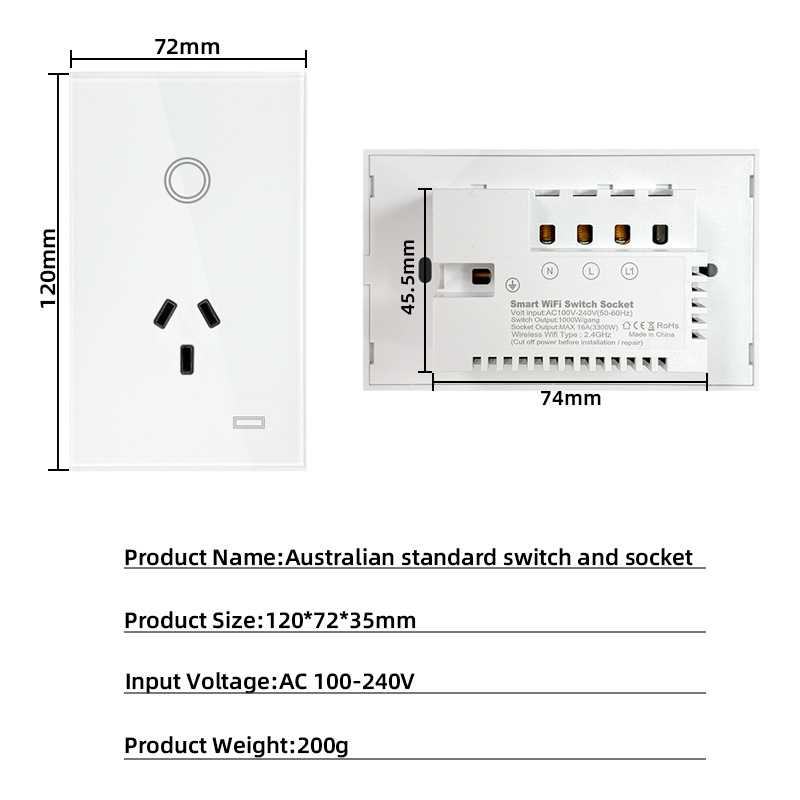 72mm
120mm
45.5mm
N
L
L1
Smart WiFi Switch Socket
Volt input:AC100V-240V(50-60Hz)
Switch Output:1000W/gang
Socket Output:MAX 16A(3300W)
CE RoHs
Wireless Wifi Type : 2.4GHz
Made In China
(Cut off power before installation / repair)
74mm
Product Name:Australian standard switch and socket
Product Size:120*72*35mm
Input Voltage:AC 100-240V
Product Weight:200g